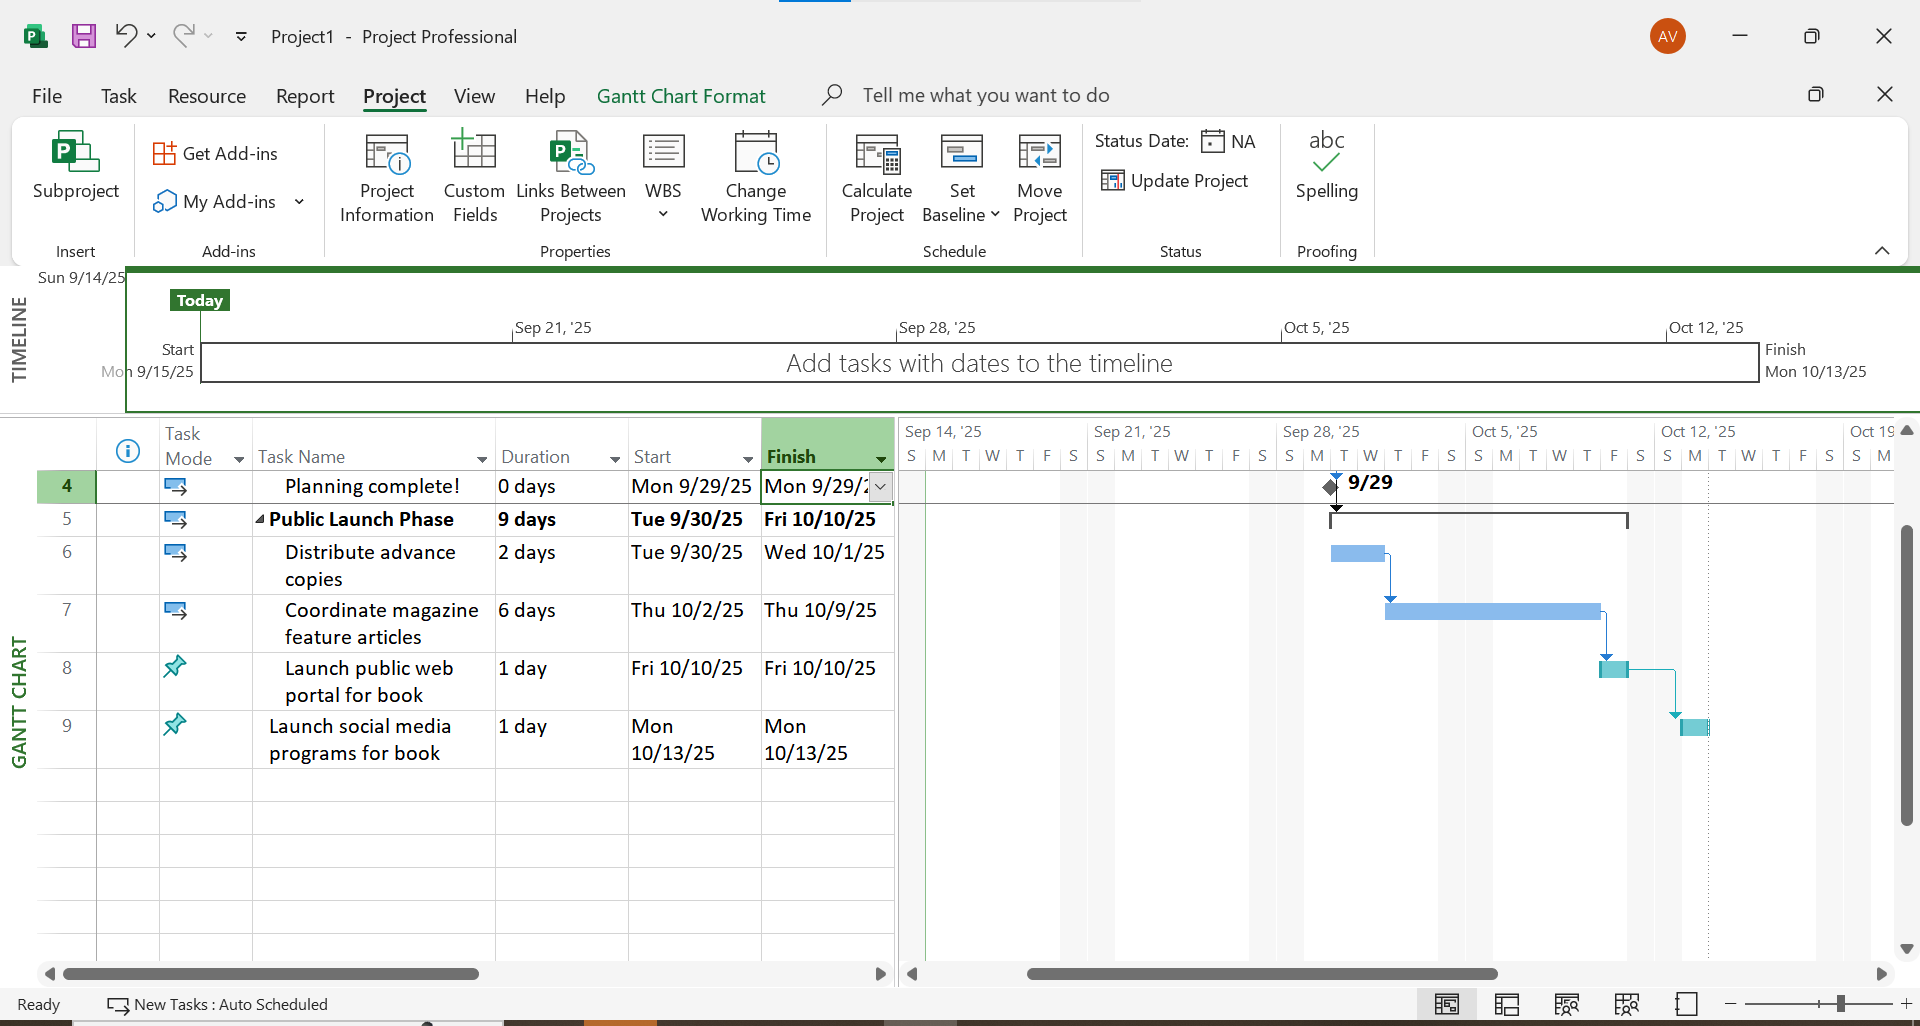 Project1 - Project Professional
AV
File Task Resource Report Project View Help Gantt Chart Format Tell me what you want to do
Subproject
Insert
Get Add-ins
My Add-ins
Add-ins
Project Information
Custom Fields
Links Between Projects
WBS
Change Working Time
Properties
Calculate Project
Set Baseline
Move Project
Schedule
Status Date: NA
Update Project
Status
abc
Spelling
Proofing
TIMELINE
Sun 9/14/25
Today
Sep 21, '25 Sep 28, '25 Oct 5, '25 Oct 12, '25
Start
Mon 9/15/25
Add tasks with dates to the timeline
Finish
Mon 10/13/25
GANTT CHART
Task Mode Task Name Duration Start Finish
4 Planning complete! 0 days Mon 9/29/25 Mon 9/29/2
5 Public Launch Phase 9 days Tue 9/30/25 Fri 10/10/25
6 Distribute advance copies 2 days Tue 9/30/25 Wed 10/1/25
7 Coordinate magazine feature articles 6 days Thu 10/2/25 Thu 10/9/25
8 Launch public web portal for book 1 day Fri 10/10/25 Fri 10/10/25
9 Launch social media programs for book 1 day Mon 10/13/25 Mon 10/13/25
Sep 14, '25 Sep 21, '25 Sep 28, '25 Oct 5, '25 Oct 12, '25 Oct 19
S M T W T F S S M T W T F S S M T W T F S S M T W T F S S M T W T F S S M
9/29
Ready New Tasks : Auto Scheduled